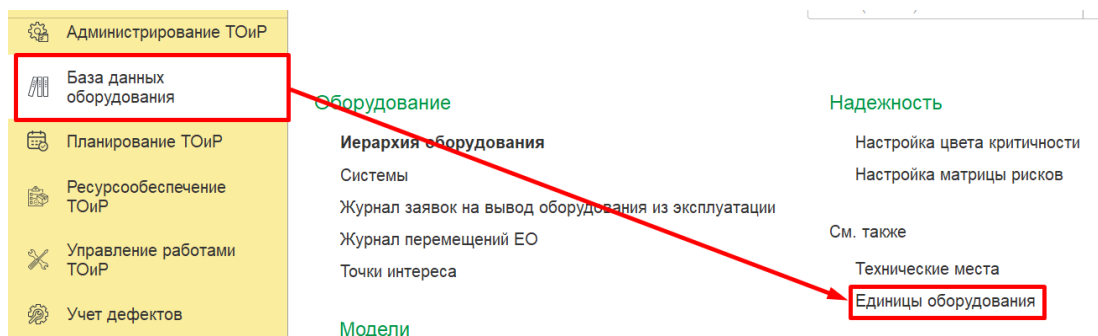 Администрирование ТОиР
База данных
оборудования
Планирование ТОиР
Ресурсообеспечение
ТОиР
Управление работами
ТОиР
Учет дефектов
Оборудование
Иерархия оборудования
Системы
Журнал заявок на вывод оборудования из эксплуатации
Журнал перемещений ЕО
Точки интереса
Модели
Надежность
Настройка цвета критичности
Настройка матрицы рисков
См. также
Технические места
Единицы оборудования